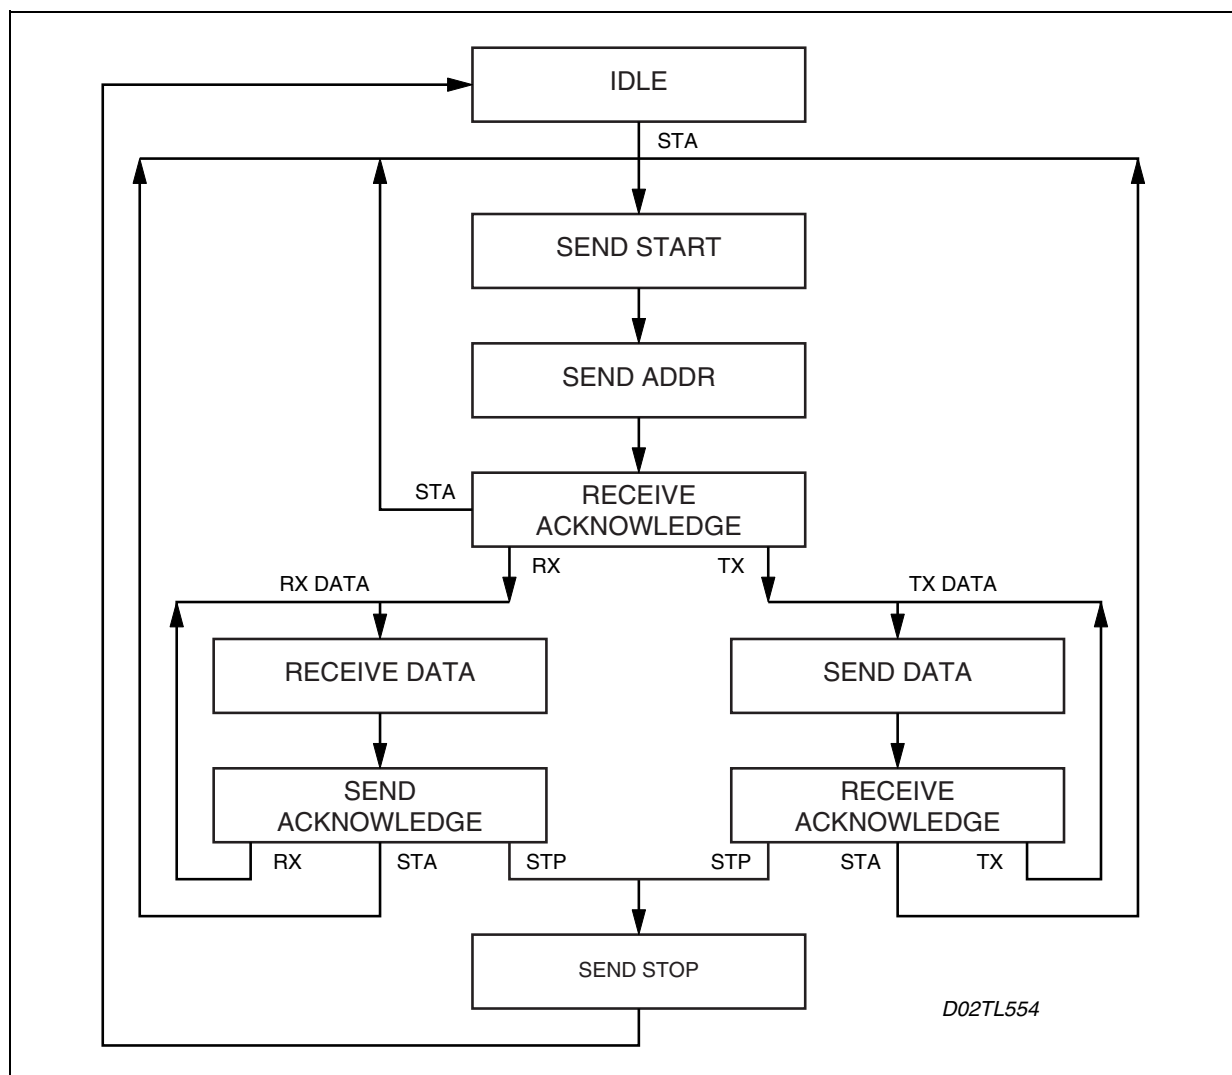 IDLE
STA
SEND START
SEND ADDR
STA
RECEIVE
ACKNOWLEDGE
RX
TX
RX DATA
TX DATA
RECEIVE DATA
SEND DATA
SEND
ACKNOWLEDGE
RECEIVE
ACKNOWLEDGE
RX
STA
STP
STP
STA
TX
SEND STOP
D02TL554